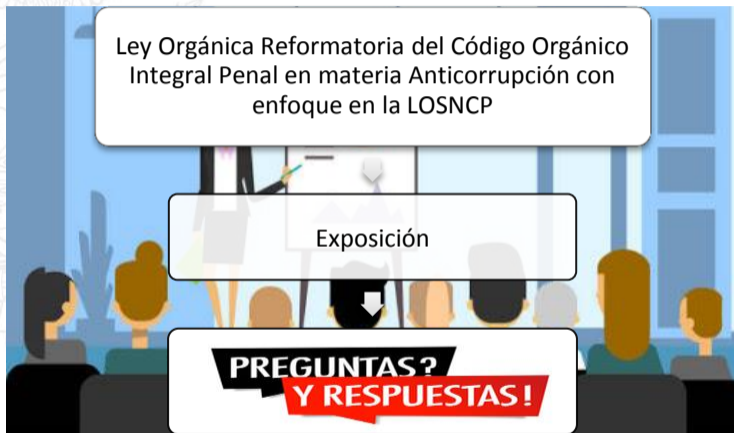 Ley Orgánica Reformatoria del Código Orgánico
Integral Penal en materia Anticorrupción con
enfoque en la LOSNCP
Exposición
PREGUNTAS?
Y RESPUESTAS!